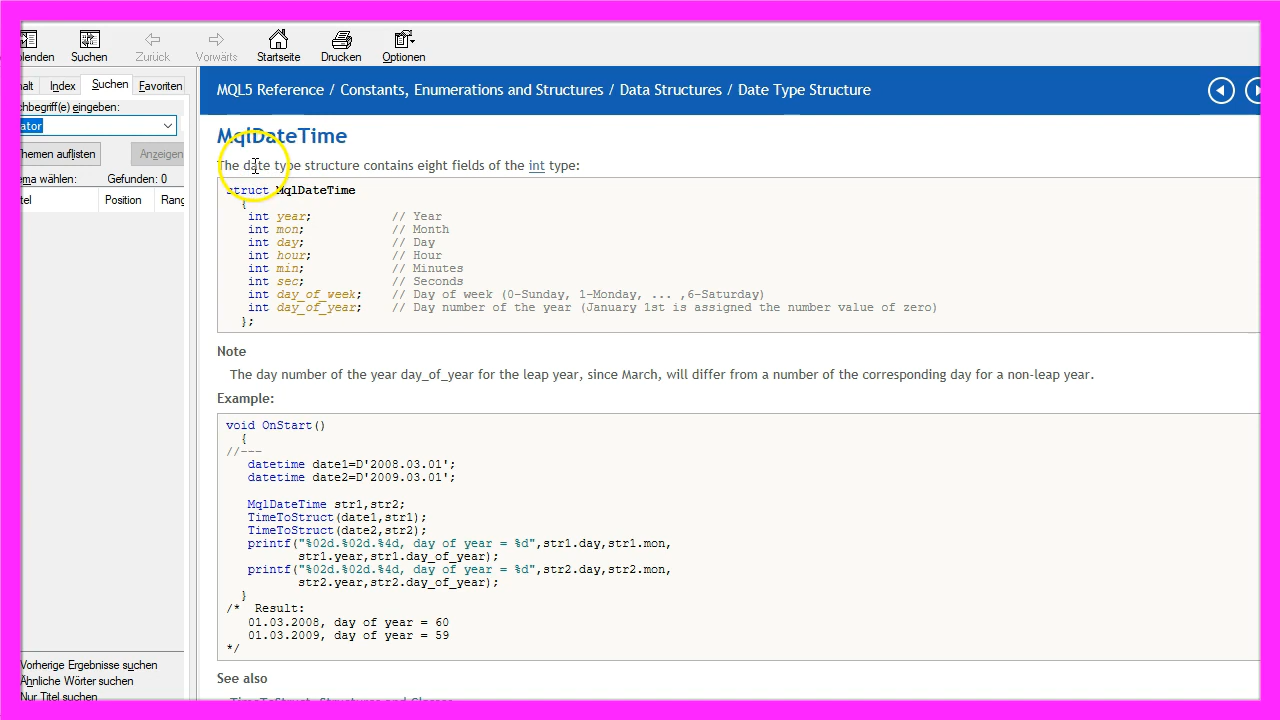 lenden Suchen Zurück Vorwärts Startseite Drucken Optionen
alt Index Suchen Favoriten
chbegriff(e) eingeben:
ator
hemen auflisten Anzeigen
ema wählen: Gefunden: 0
tel Position Rang
Vorherige Ergebnisse suchen
Ähnliche Wörter suchen
Nur Titel suchen
MQL5 Reference / Constants, Enumerations and Structures / Data Structures / Date Type Structure
MqlDateTime
The date type structure contains eight fields of the int type:
struct MqlDateTime
{
int year; // Year
int mon; // Month
int day; // Day
int hour; // Hour
int min; // Minutes
int sec; // Seconds
int day_of_week; // Day of week (0-Sunday, 1-Monday, ... ,6-Saturday)
int day_of_year; // Day number of the year (January 1st is assigned the number value of zero)
};
Note
The day number of the year day_of_year for the leap year, since March, will differ from a number of the corresponding day for a non-leap year.
Example:
void OnStart()
{
//---
datetime date1=D'2008.03.01';
datetime date2=D'2009.03.01';
MqlDateTime str1,str2;
TimeToStruct(date1,str1);
TimeToStruct(date2,str2);
printf("%02d.%02d.%4d, day of year = %d",str1.day,str1.mon,
str1.year,str1.day_of_year);
printf("%02d.%02d.%4d, day of year = %d",str2.day,str2.mon,
str2.year,str2.day_of_year);
}
/* Result:
01.03.2008, day of year = 60
01.03.2009, day of year = 59
*/
See also
TimeToStruct, Structures and Classes